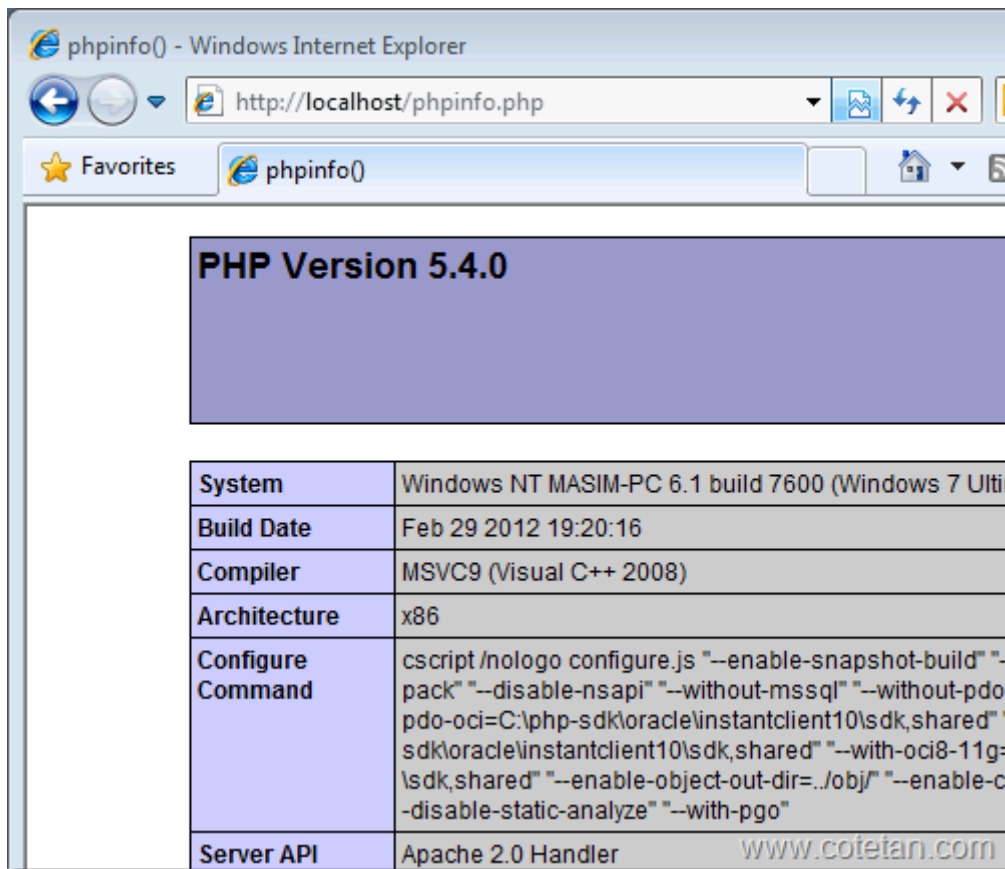 phpinfo() - Windows Internet Explorer
http://localhost/phpinfo.php
Favorites
phpinfo()
PHP Version 5.4.0
System Windows NT MASIM-PC 6.1 build 7600 (Windows 7
Build Date Feb 29 2012 19:20:16
Compiler MSVC9 (Visual C++ 2008)
Architecture x86
Configure Command
cscript /nologo configure.js "--enable-snapshot-build" "-
pack" "--disable-nsapi" "--without-mssql" "--without-pdo
pdo-oci=C:\php-sdk\oracle\instantclient10\sdk,shared" "
sdk\oracle\instantclient10\sdk,shared" "--with-oci8-11g=
\sdk,shared" "--enable-object-out-dir=../obj/" "--enable-c
-disable-static-analyze" "--with-pgo"
Server API Apache 2.0 Handler
www.cotetan.com